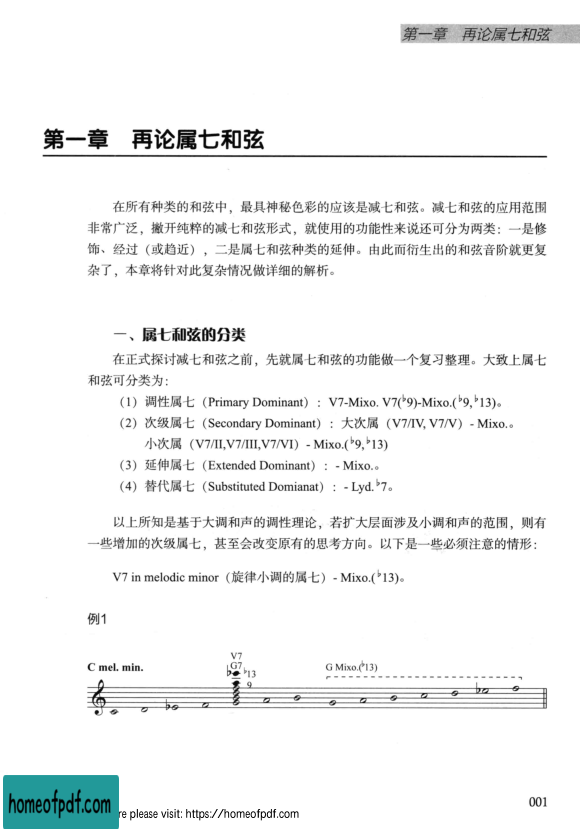 第一章 再论属七和弦
第一章 再论属七和弦
在所有种类的和弦中，最具神秘色彩的应该是减七和弦。减七和弦的应用范围
非常广泛，撇开纯粹的减七和弦形式，就使用的功能性来说还可分为两类：一是修
饰、经过（或趋近），二是属七和弦种类的延伸。由此而衍生出的和弦音阶就更复
杂了，本章将针对此复杂情况做详细的解析。
一、属七和弦的分类
在正式探讨减七和弦之前，先就属七和弦的功能做一个复习整理。大致上属七
和弦可分类为：
（1）调性属七（Primary Dominant）：V7-Mixo. V7(♭9)-Mixo.(♭9,♭13)。
（2）次级属七（Secondary Dominant）：大次属（V7/IV, V7/V）- Mixo.。
小次属（V7/II,V7/III,V7/VI）- Mixo.(♭9,♭13)
（3）延伸属七（Extended Dominant）：- Mixo.。
（4）替代属七（Substituted Domianat）：- Lyd.♭7。
以上所知是基于大调和声的调性理论，若扩大层面涉及小调和声的范围，则有
一些增加的次级属七，甚至会改变原有的思考方向。以下是一些必须注意的情形：
V7 in melodic minor（旋律小调的属七）- Mixo.(♭13)。
例1
V7
C mel. min. G7 G Mixo.(♭13)
♭13
9
001
homeofpdf.com
re please visit: https://homeofpdf.com